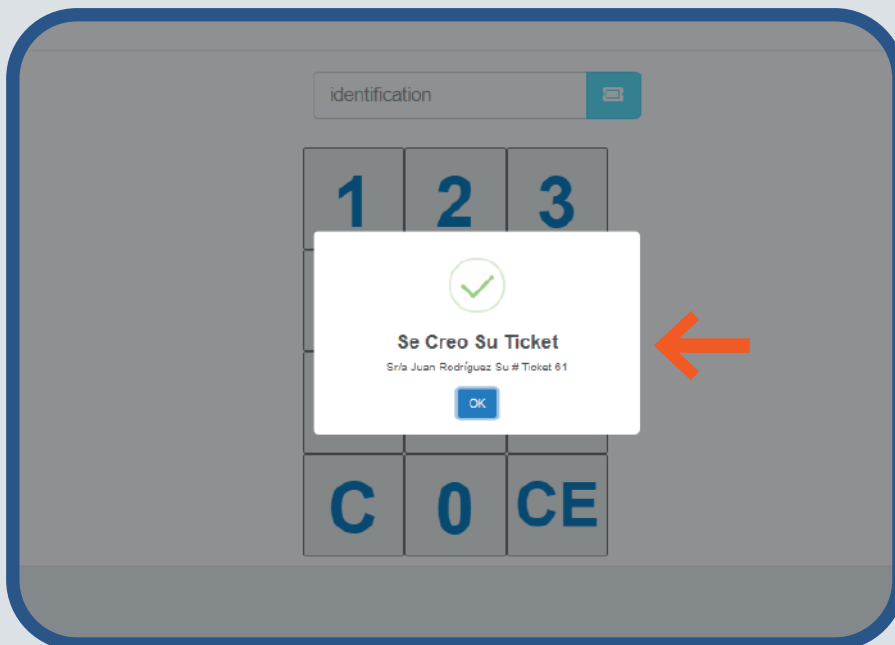 identification
1 2 3
Se Creo Su Ticket
Sr/a Juan Rodríguez Su # Ticket 61
OK
C 0 CE